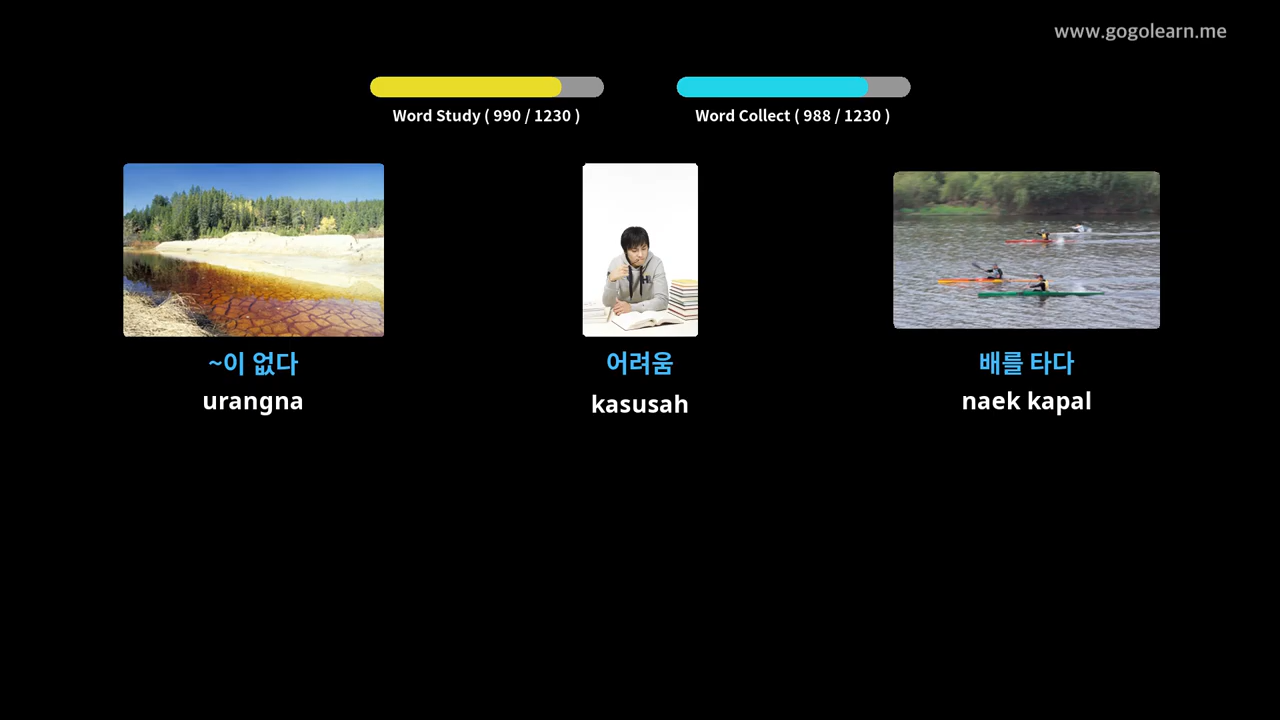 www.gogolearn.me
Word Study ( 990 / 1230 )
Word Collect ( 988 / 1230 )
~이 없다
urangna
어려움
kasusah
배를 타다
naek kapal